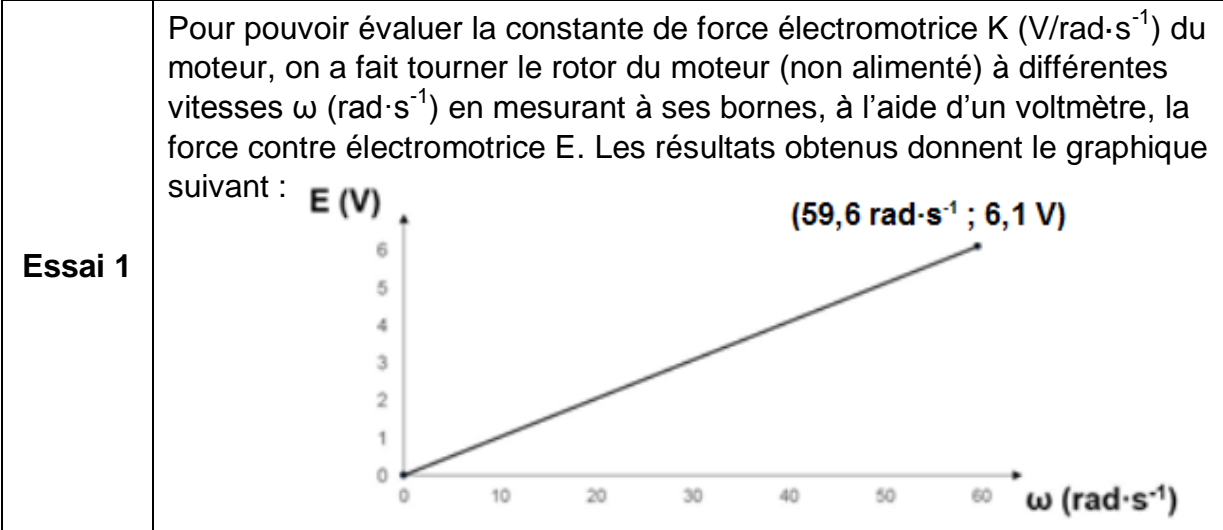 Essai 1
Pour pouvoir évaluer la constante de force électromotrice K (V/rad·s⁻¹) du
moteur, on a fait tourner le rotor du moteur (non alimenté) à différentes
vitesses ω (rad·s⁻¹) en mesurant à ses bornes, à l’aide d’un voltmètre, la
force contre électromotrice E. Les résultats obtenus donnent le graphique
suivant :
E (V)
(59,6 rad·s⁻¹ ; 6,1 V)
6
5
4
3
2
1
0
0 10 20 30 40 50 60
ω (rad·s⁻¹)